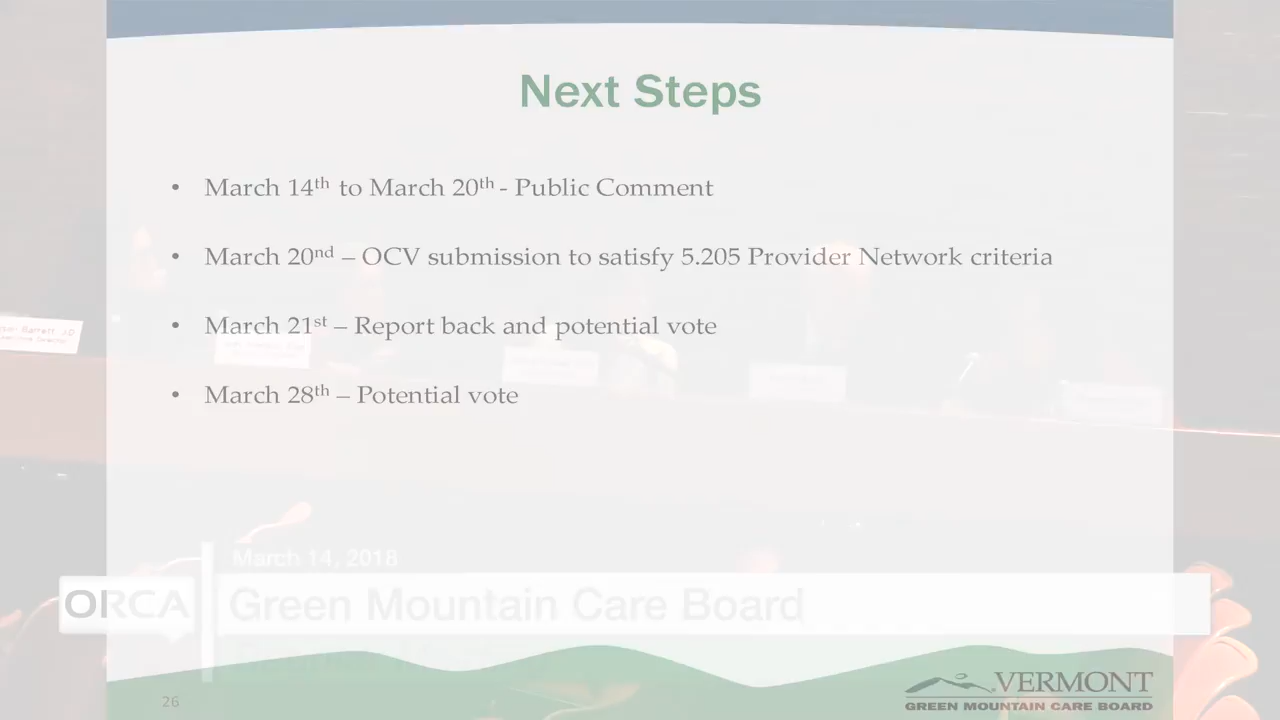 Next Steps
• March 14th to March 20th - Public Comment
• March 20nd – OCV submission to satisfy 5.205 Provider Network criteria
• March 21st – Report back and potential vote
• March 28th – Potential vote
March 14, 2018
ORCA
Green Mountain Care Board
26
VERMONT
GREEN MOUNTAIN CARE BOARD